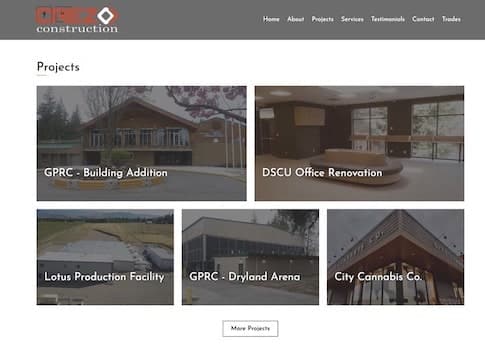 Home About Projects Services Testimonials Contact Trades
construction
Projects
GPRC - Building Addition
DSCU Office Renovation
Lotus Production Facility
GPRC - Dryland Arena
City Cannabis Co.
More Projects